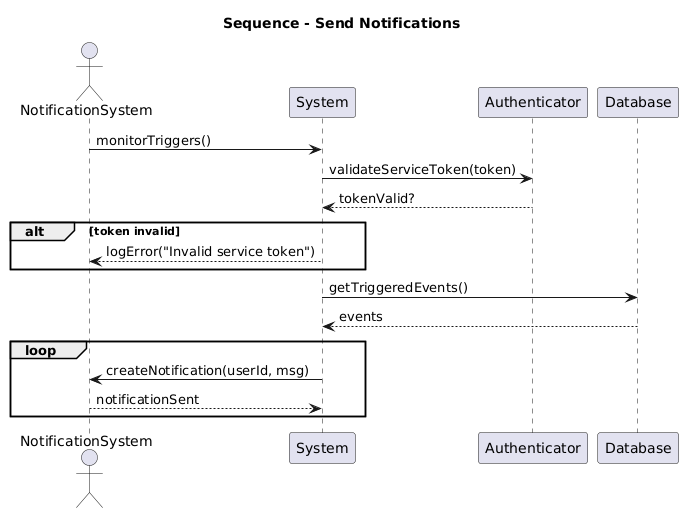 Sequence - Send Notifications
NotificationSystem
System
Authenticator
Database
monitorTriggers()
validateServiceToken(token)
tokenValid?
alt
[token invalid]
logError("Invalid service token")
getTriggeredEvents()
events
loop
createNotification(userId, msg)
notificationSent
NotificationSystem
System
Authenticator
Database